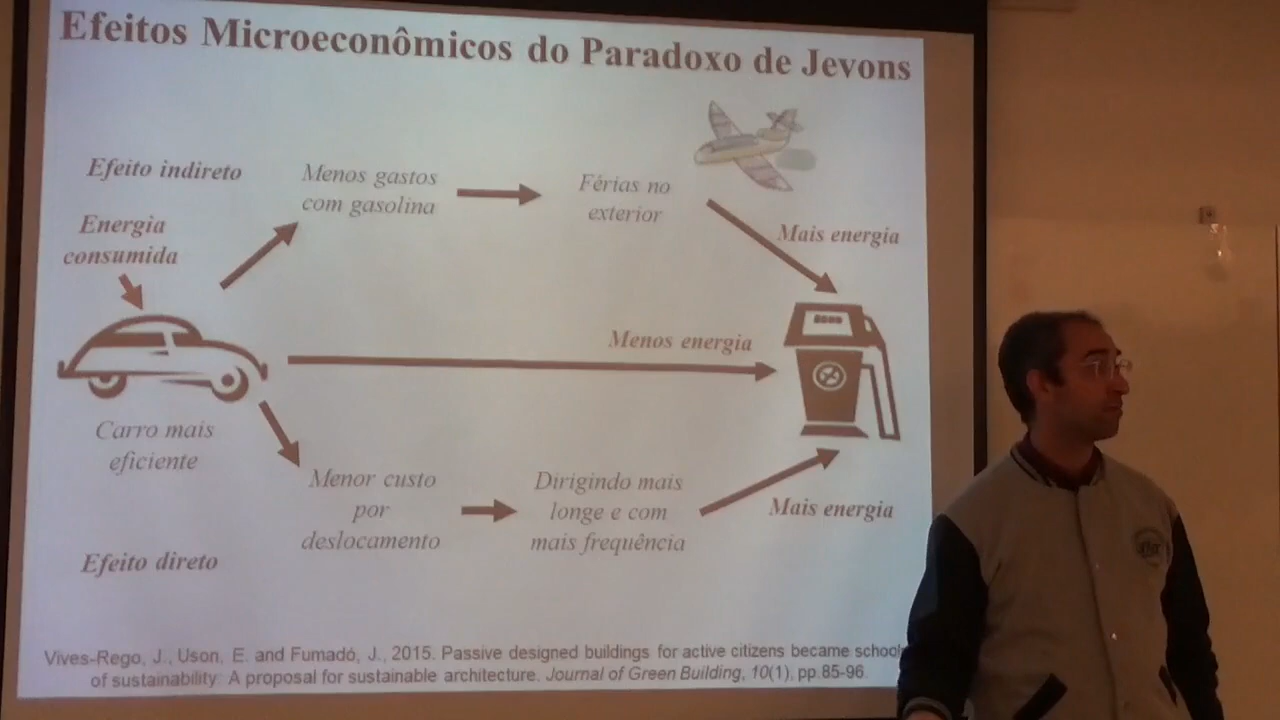 Efeitos Microeconômicos do Paradoxo de Jevons
Efeito indireto
Menos gastos
com gasolina
Férias no
exterior
Mais energia
Energia
consumida
Menos energia
Carro mais
eficiente
Menor custo
por
deslocamento
Dirigindo mais
longe e com
mais frequência
Mais energia
Efeito direto
Vives-Rego, J., Uson, E. and Fumadó, J., 2015. Passive designed buildings for active citizens became school
of sustainability: A proposal for sustainable architecture. Journal of Green Building, 10(1), pp.85-96.